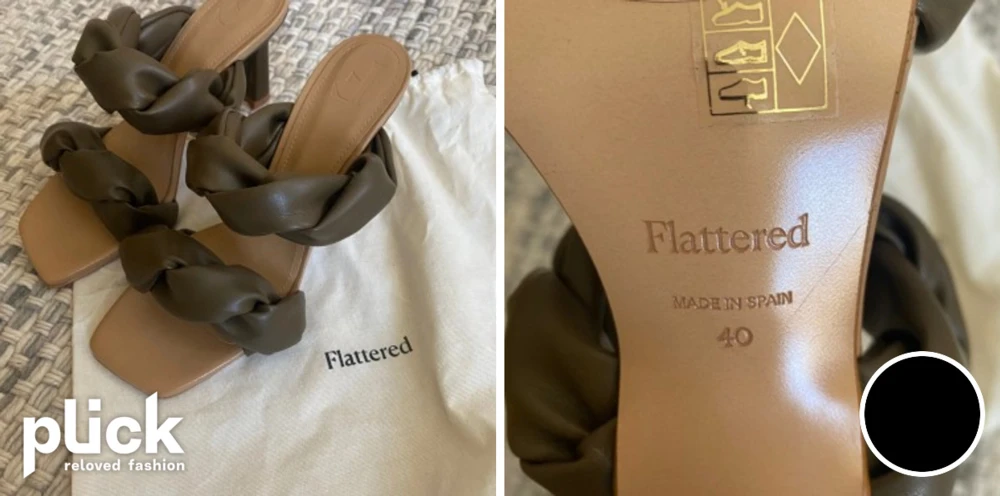 Flattered
plick
reloved fashion
Flattered
MADE IN SPAIN
40